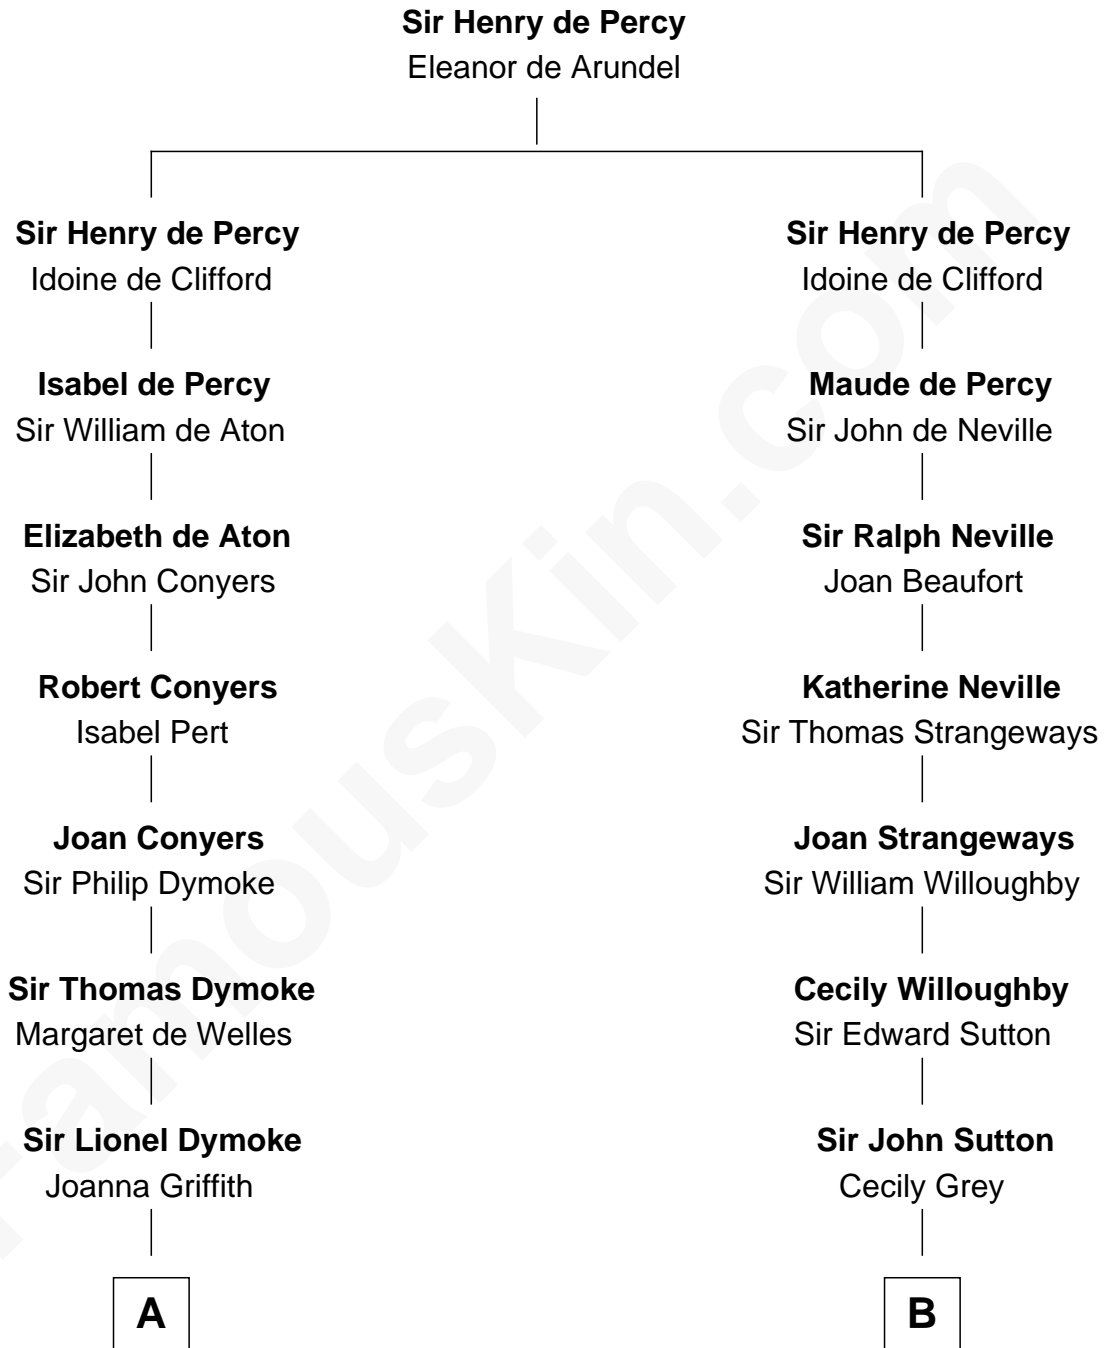 Sir Henry de Percy
Eleanor de Arundel
Sir Henry de Percy
Idoine de Clifford
Sir Henry de Percy
Idoine de Clifford
Isabel de Percy
Sir William de Aton
Maude de Percy
Sir John de Neville
Elizabeth de Aton
Sir John Conyers
Sir Ralph Neville
Joan Beaufort
Robert Conyers
Isabel Pert
Katherine Neville
Sir Thomas Strangeways
Joan Conyers
Sir Philip Dymoke
Joan Strangeways
Sir William Willoughby
Sir Thomas Dymoke
Margaret de Welles
Cecily Willoughby
Sir Edward Sutton
Sir Lionel Dymoke
Joanna Griffith
Sir John Sutton
Cecily Grey
A
B
FamousKin.com